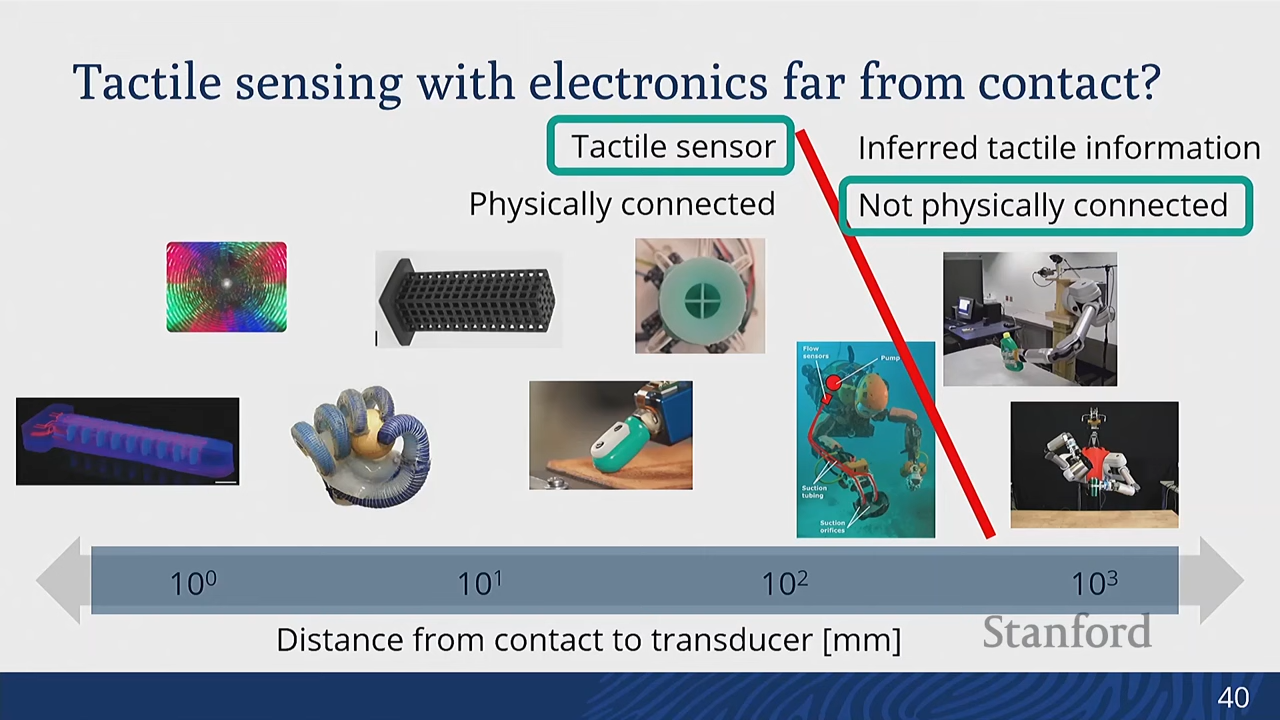 Tactile sensing with electronics far from contact?
Tactile sensor
Inferred tactile information
Physically connected
Not physically connected
Flow
sensors
Pump
Suction
tubing
Suction
orifices
10⁰
10¹
10²
10³
Distance from contact to transducer [mm]
Stanford
40